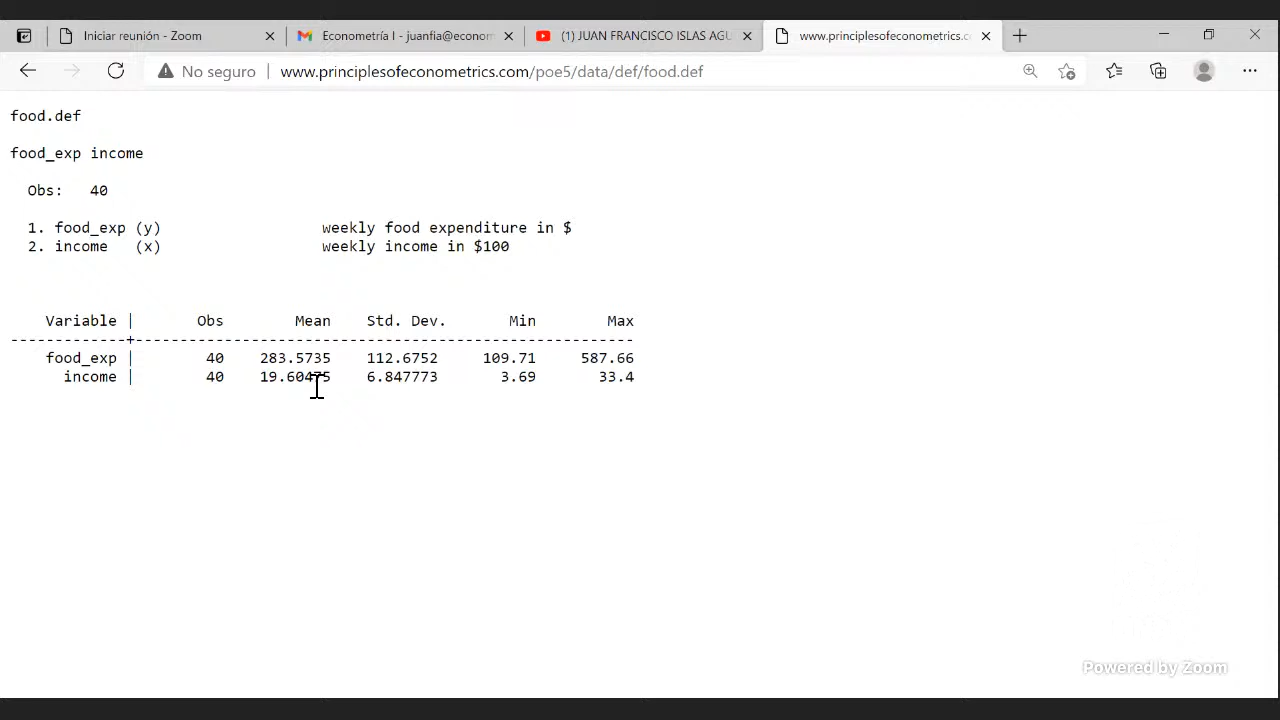 Iniciar reunión - Zoom
Econometría I - juanfia@econom
(1) JUAN FRANCISCO ISLAS AGU
www.principlesofeconometrics.c
No seguro | www.principlesofeconometrics.com/poe5/data/def/food.def
food.def
food_exp income
Obs: 40
1. food_exp (y) weekly food expenditure in $
2. income (x) weekly income in $100
Variable | Obs Mean Std. Dev. Min Max
-------------+--------------------------------------------------------
food_exp | 40 283.5735 112.6752 109.71 587.66
income | 40 19.60475 6.847773 3.69 33.4
Powered by Zoom